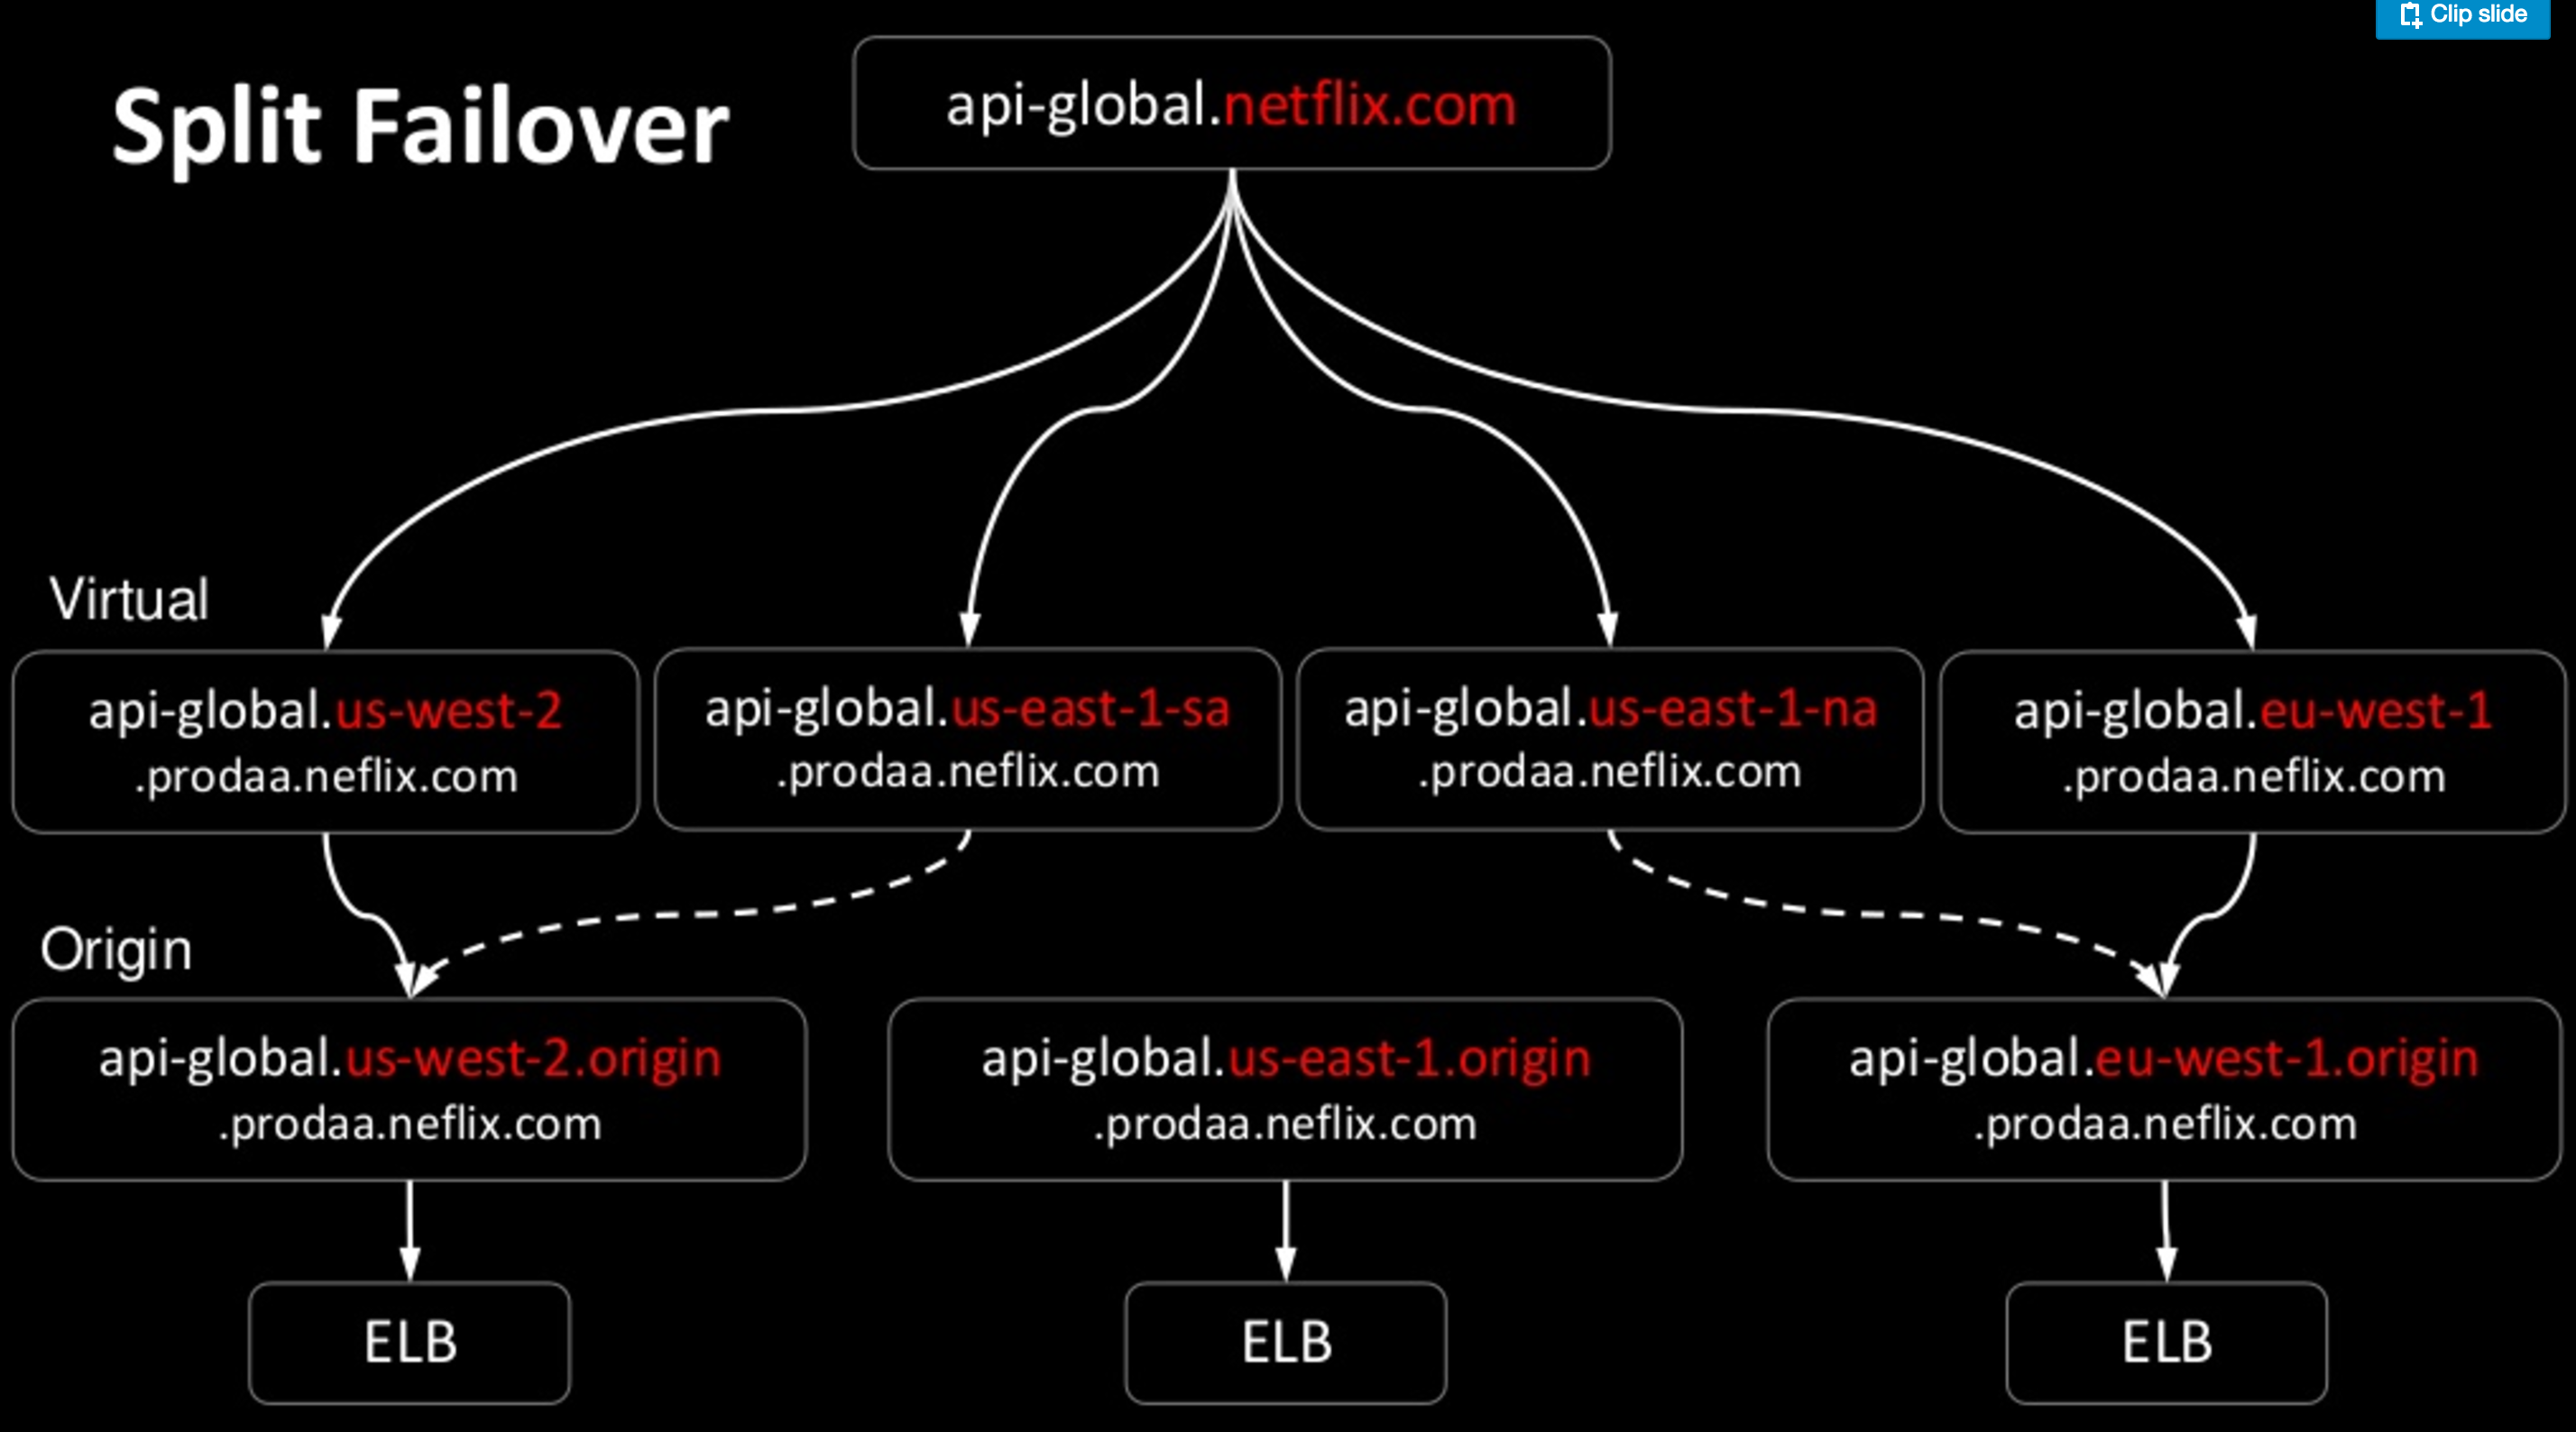 Clip slide
Split Failover
api-global.netflix.com
Virtual
api-global.us-west-2
.prodaa.neflix.com
api-global.us-east-1-sa
.prodaa.neflix.com
api-global.us-east-1-na
.prodaa.neflix.com
api-global.eu-west-1
.prodaa.neflix.com
Origin
api-global.us-west-2.origin
.prodaa.neflix.com
api-global.us-east-1.origin
.prodaa.neflix.com
api-global.eu-west-1.origin
.prodaa.neflix.com
ELB
ELB
ELB